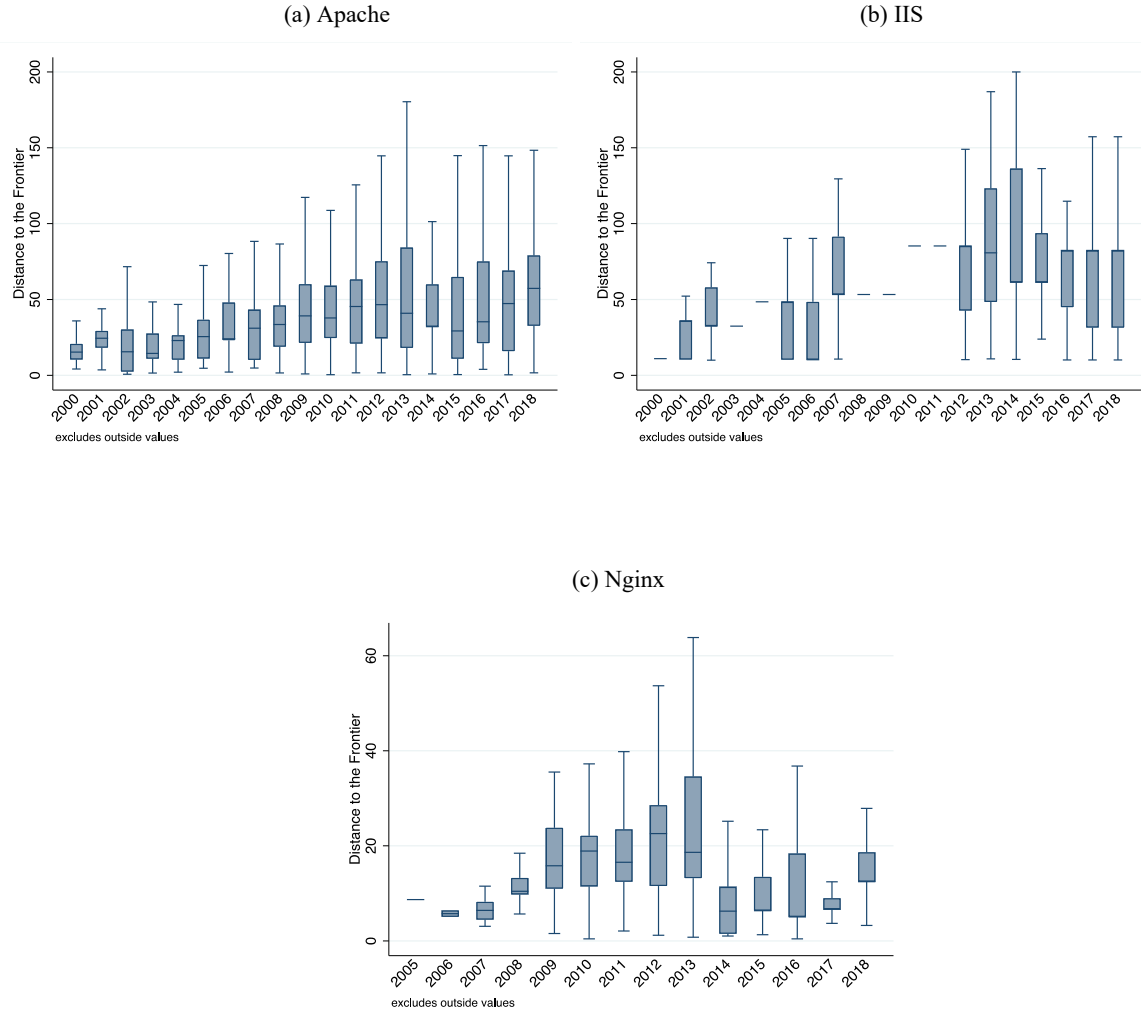 (a) Apache
(b) IIS
Distance to the Frontier
200
150
100
50
0
2000 2001 2002 2003 2004 2005 2006 2007 2008 2009 2010 2011 2012 2013 2014 2015 2016 2017 2018
excludes outside values
Distance to the Frontier
200
150
100
50
0
2000 2001 2002 2003 2004 2005 2006 2007 2008 2009 2010 2011 2012 2013 2014 2015 2016 2017 2018
excludes outside values
(c) Nginx
Distance to the Frontier
60
40
20
0
2005 2006 2007 2008 2009 2010 2011 2012 2013 2014 2015 2016 2017 2018
excludes outside values